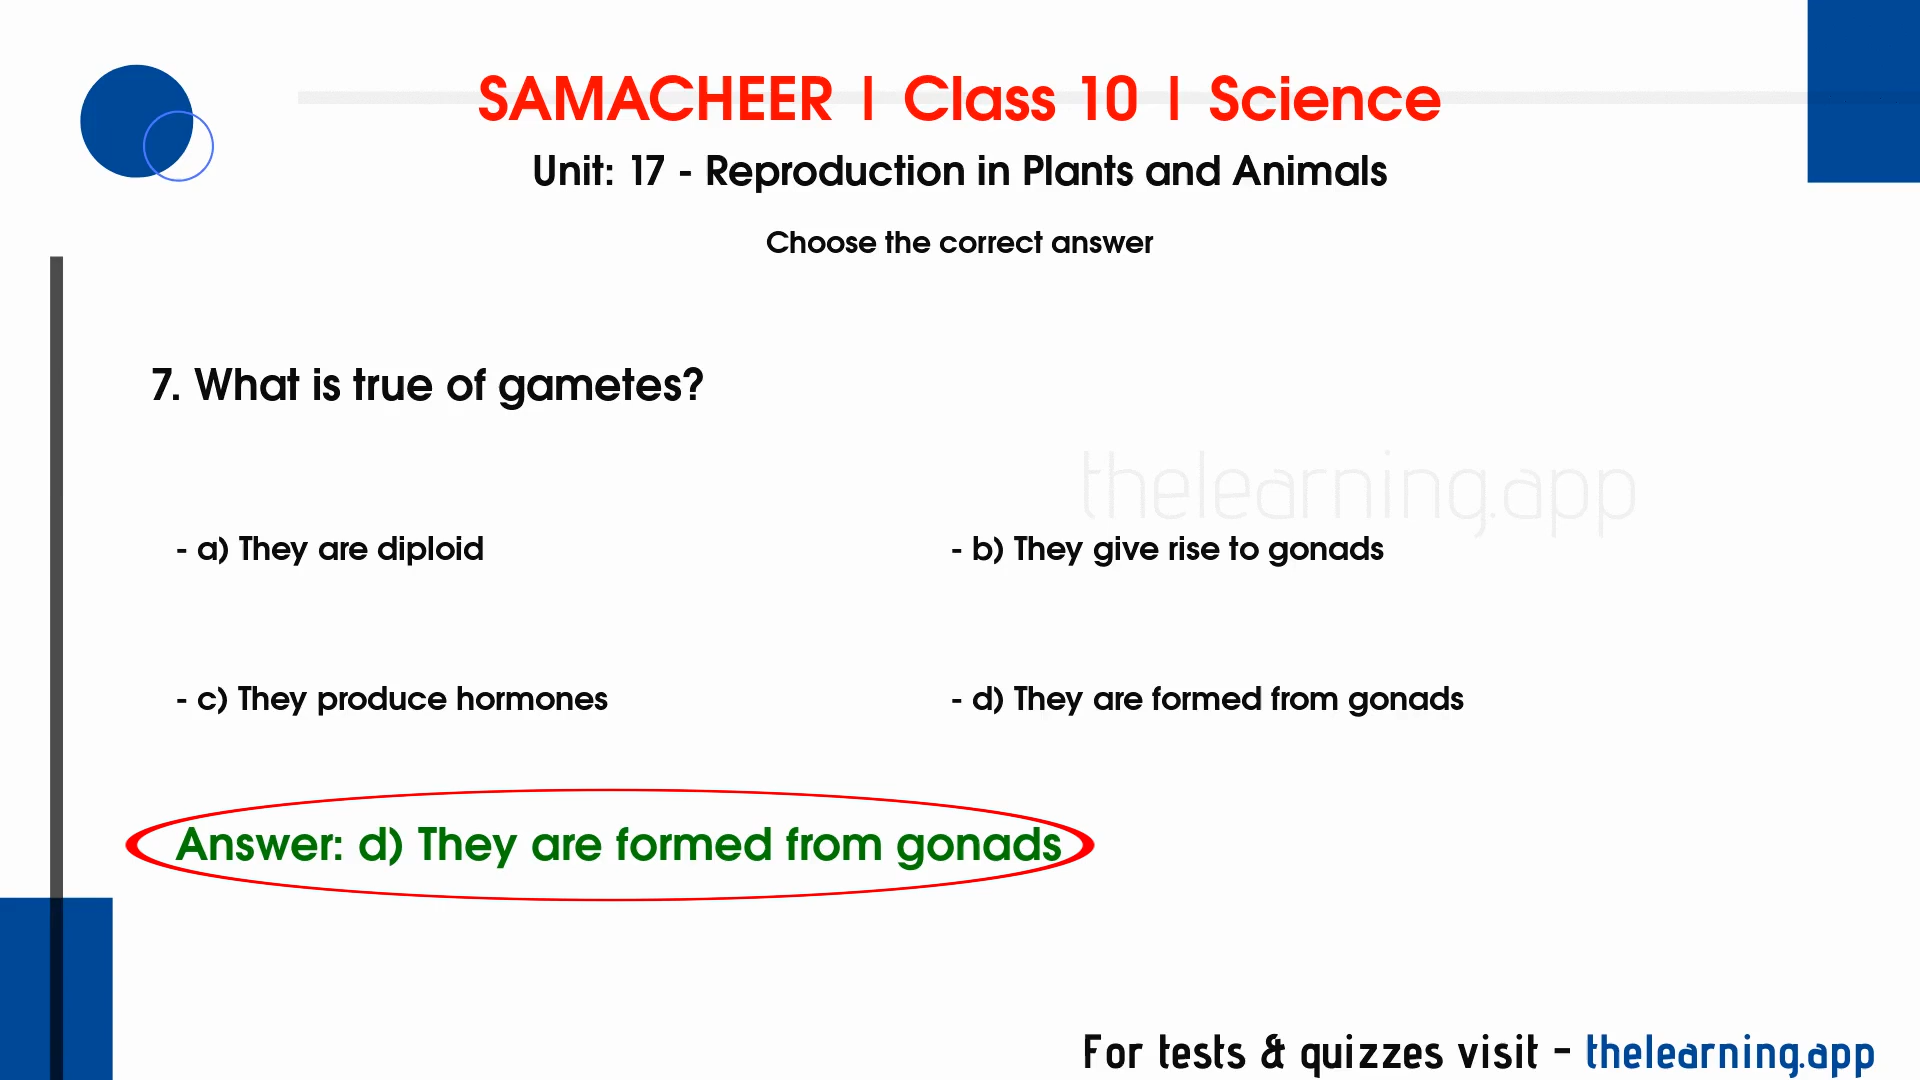 SAMACHEER | Class 10 | Science
Unit: 17 - Reproduction in Plants and Animals
Choose the correct answer
7. What is true of gametes?
thelearning.app
- a) They are diploid
- b) They give rise to gonads
- c) They produce hormones
- d) They are formed from gonads
Answer: d) They are formed from gonads
For tests & quizzes visit - thelearning.app